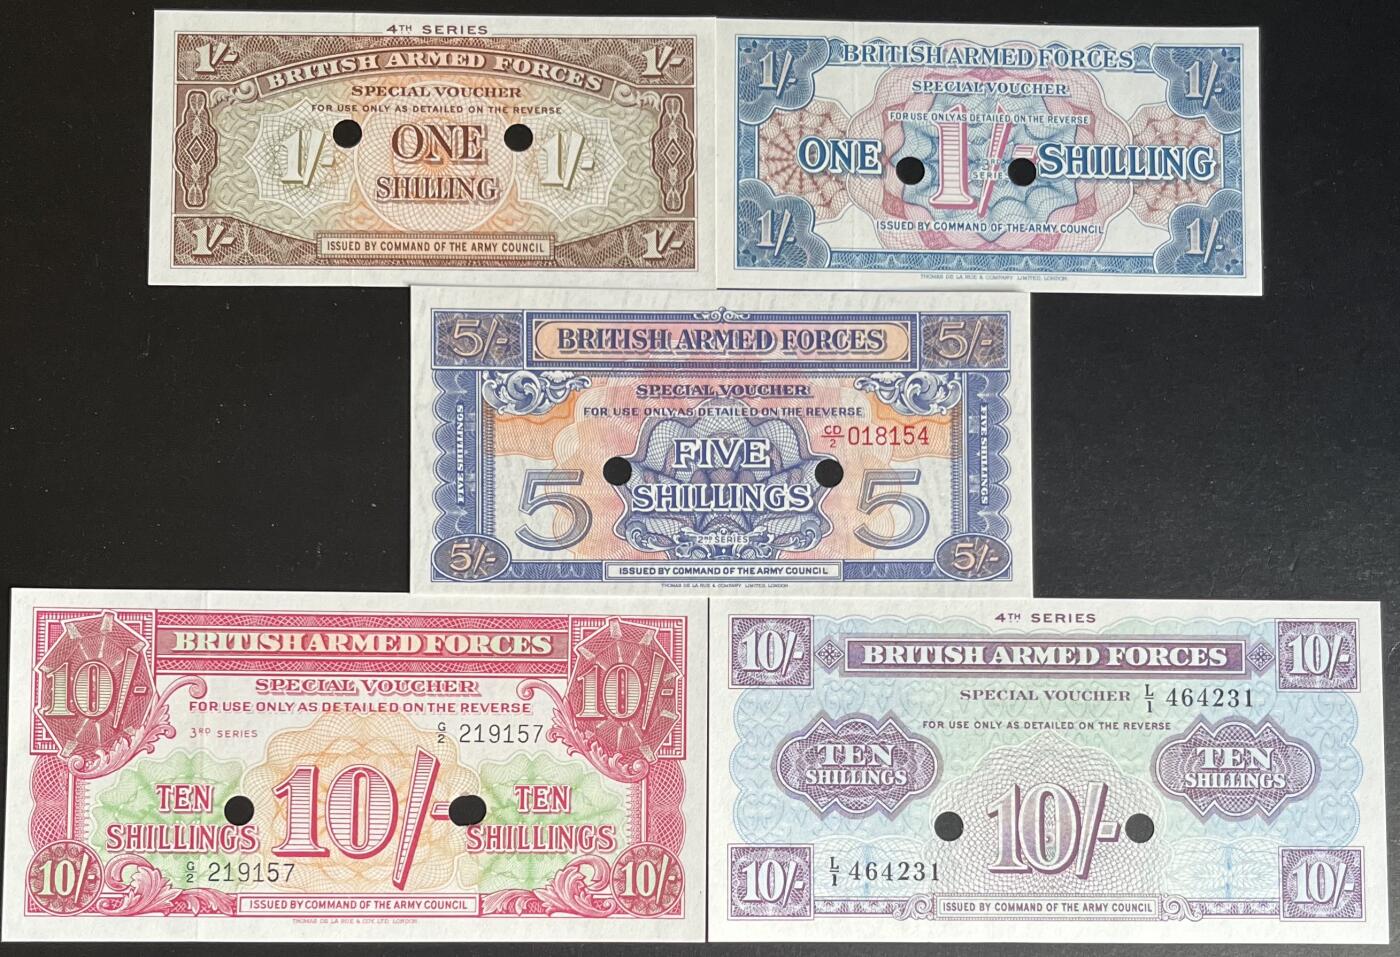 4TH SERIES
1/- 1/-
BRITISH ARMED FORCES
SPECIAL VOUCHER
FOR USE ONLY AS DETAILED ON THE REVERSE
1/- ONE 1/-
SHILLING
1/- 1/-
ISSUED BY COMMAND OF THE ARMY COUNCIL
1/- BRITISH ARMED FORCES 1/-
SPECIAL VOUCHER
FOR USE ONLY AS DETAILED ON THE REVERSE
ONE 1/- SHILLING
SERIES
1/- 1/-
ISSUED BY COMMAND OF THE ARMY COUNCIL
THOMAS DE LA RUE & COMPANY LIMITED, LONDON
5/- BRITISH ARMED FORCES 5/-
SPECIAL VOUCHER
FOR USE ONLY AS DETAILED ON THE REVERSE
CD/2 018154
FIVE SHILLINGS
FIVE SHILLINGS
5 FIVE 5
SHILLINGS
2ND SERIES
5/- 5/-
ISSUED BY COMMAND OF THE ARMY COUNCIL
THOMAS DE LA RUE & COMPANY LIMITED, LONDON
BRITISH ARMED FORCES
10/- 10/-
SPECIAL VOUCHER
FOR USE ONLY AS DETAILED ON THE REVERSE
3RD SERIES
G/2 219157
TEN 10/- TEN
SHILLINGS SHILLINGS
G/2 219157
10/- 10/-
ISSUED BY COMMAND OF THE ARMY COUNCIL
THOMAS DE LA RUE & COY. LTD. LONDON
4TH SERIES
10/- BRITISH ARMED FORCES 10/-
SPECIAL VOUCHER L/1 464231
FOR USE ONLY AS DETAILED ON THE REVERSE
TEN TEN
SHILLINGS SHILLINGS
10/-
L/1 464231
10/- 10/-
ISSUED BY COMMAND OF THE ARMY COUNCIL